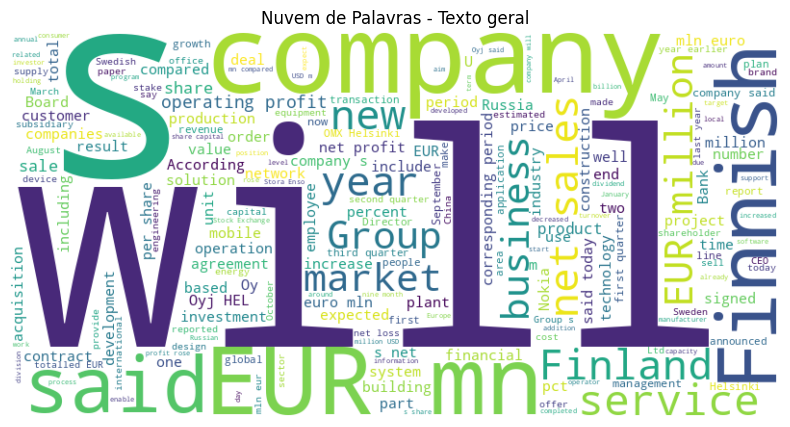 Nuvem de Palavras - Texto geral
S
company
Will
said
EUR mn
Finnish
Finland
service
year
Group
market
new
business
net sales
EUR million
operating profit
share
compared
Board
customer
production
companies
result
According
value
order
sale
solution
network
including
unit
per share
mobile
operation
agreement
based
Oy
Oyj HEL
investment
acquisition
development
contract
one
signed
s net
financial
system
building
part
management
project
product
technology
construction
corresponding period
industry
said today
Nokia
use
well
end
two
price
period
Russia
deal
net profit
company s
include
OMX Helsinki
percent
employee
increase
euro mln
plant
expected
third quarter
second quarter
first quarter
mln euro
year earlier
plan
brand
company said
million
number
Bank
report
time
line
sell
CEO
today
announced
Ltd
Sweden
Helsinki
offer
pct
cost
Group s
net loss
reported
international
provide
global
sector
design
energy
capital
Director
people
September
China
make
application
area
May
March
August
October
January
April
subsidiary
supply
total
growth
office
stake
say
Swedish
paper
related
annual
consumer
investor
holding
program
USD m
mn compared
aim
transaction
equipment
revenue
now
estimated
developed
made
Oyj said
company mill
billion
amount
target
local
due
last year
support
shareholder
increased
software
already
manufacturer
capacity
dividend
turnover
decreased
start
addition
operator
completed
s share
information
million USD
nine month
Europe
first
around
level
position
Stora Enso
Stock Exchange
share capital
available
device
engineering
work
division
process
enable
profit rose
Russian
totalled EUR
mln eur
day
export
U
m
EUR